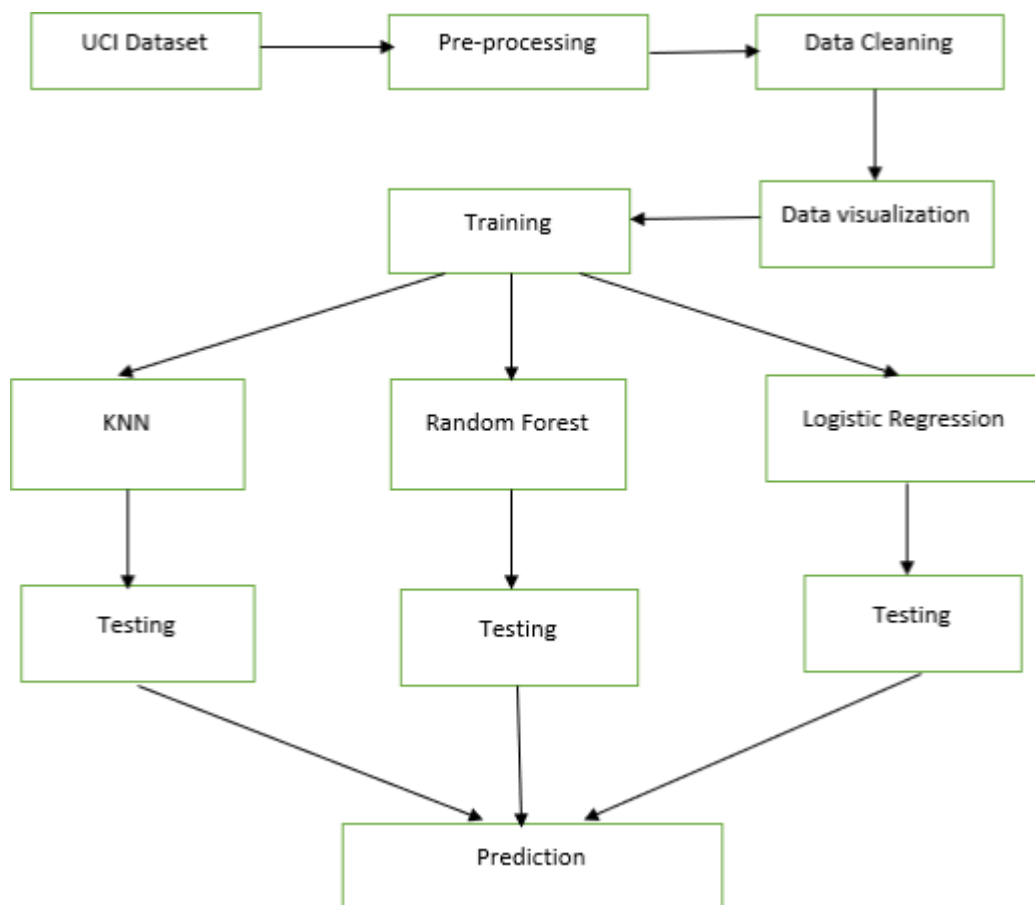 UCI Dataset
Pre-processing
Data Cleaning
Data visualization
Training
KNN
Random Forest
Logistic Regression
Testing
Testing
Testing
Prediction